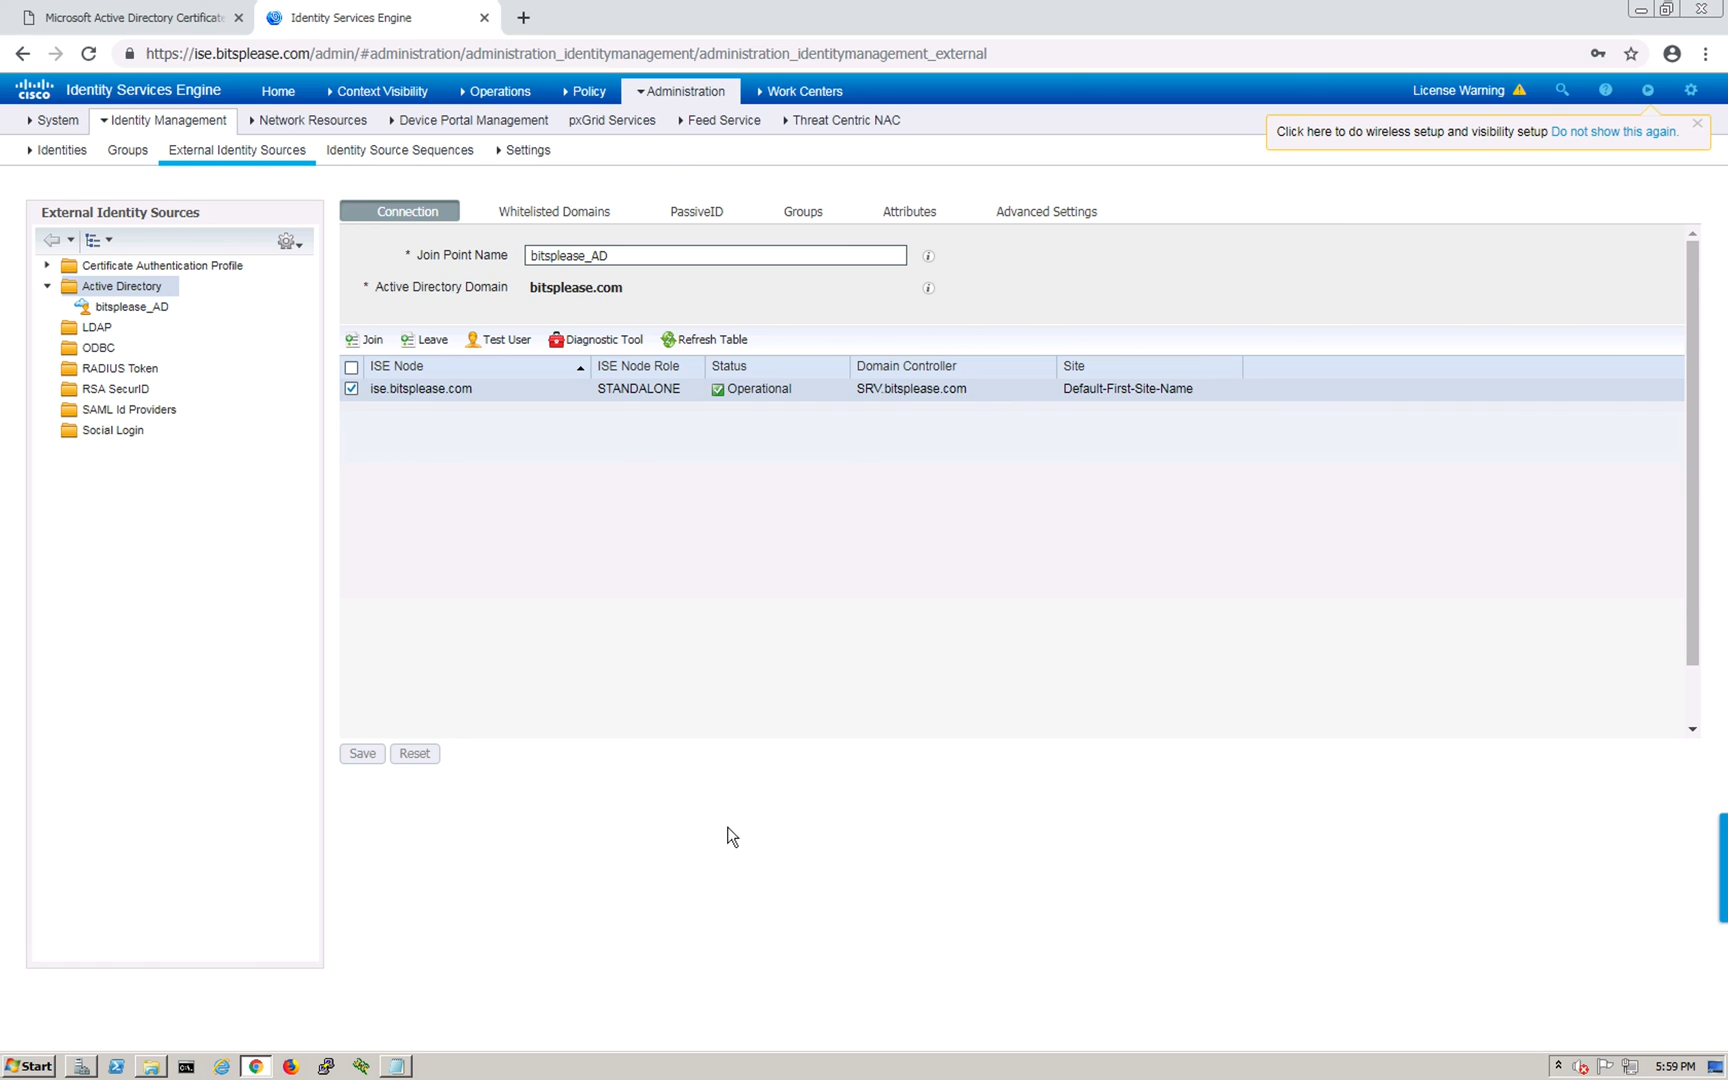 Microsoft Active Directory Certificate
Identity Services Engine
https://ise.bitsplease.com/admin/#administration/administration_identitymanagement/administration_identitymanagement_external
cisco
Identity Services Engine
Home
Context Visibility
Operations
Policy
Administration
Work Centers
License Warning
System
Identity Management
Network Resources
Device Portal Management
pxGrid Services
Feed Service
Threat Centric NAC
Click here to do wireless setup and visibility setup Do not show this again.
Identities
Groups
External Identity Sources
Identity Source Sequences
Settings
External Identity Sources
Certificate Authentication Profile
Active Directory
bitsplease_AD
LDAP
ODBC
RADIUS Token
RSA SecurID
SAML Id Providers
Social Login
Connection
Whitelisted Domains
PassiveID
Groups
Attributes
Advanced Settings
* Join Point Name
bitsplease_AD
* Active Directory Domain
bitsplease.com
Join
Leave
Test User
Diagnostic Tool
Refresh Table
ISE Node
ISE Node Role
Status
Domain Controller
Site
ise.bitsplease.com
STANDALONE
Operational
SRV.bitsplease.com
Default-First-Site-Name
Save
Reset
Start
5:59 PM